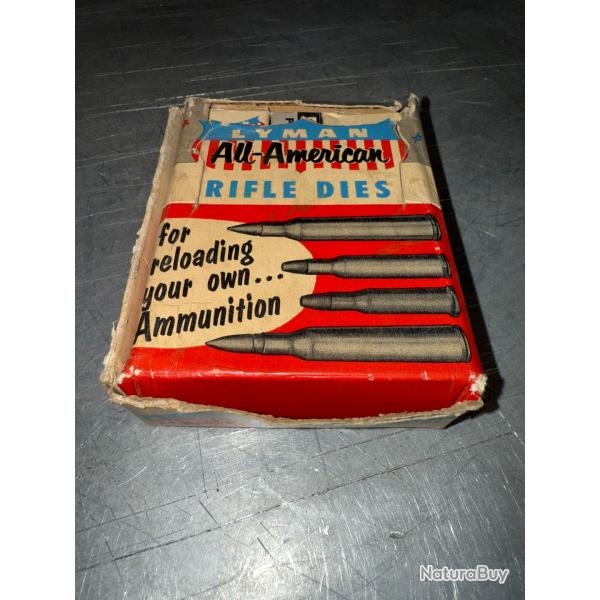 LYMAN
All-American
RIFLE DIES
for
reloading
your own...
Ammunition
NaturaBuy